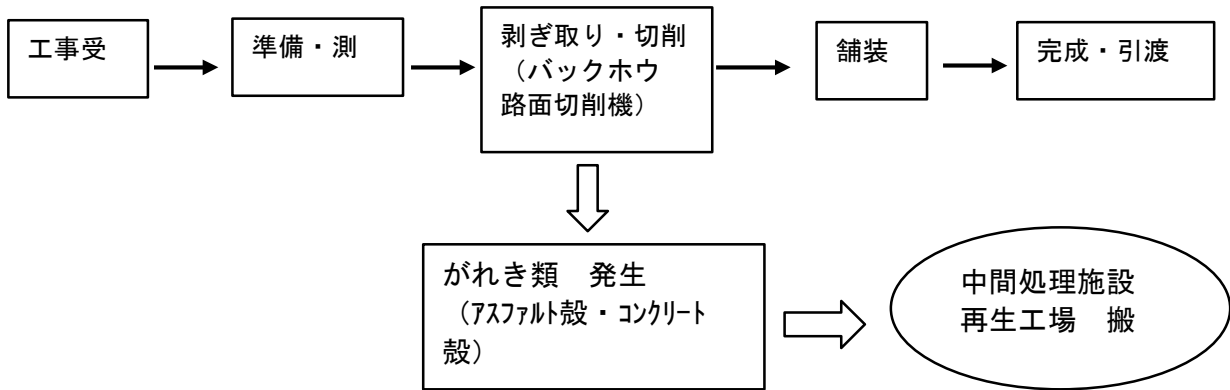 工事受
準備・測
剥ぎ取り・切削
(バックホウ
路面切削機)
舗装
完成・引渡
がれき類　発生
(ｱｽﾌｧﾙﾄ殻・ｺﾝｸﾘｰﾄ
殻)
中間処理施設
再生工場　搬